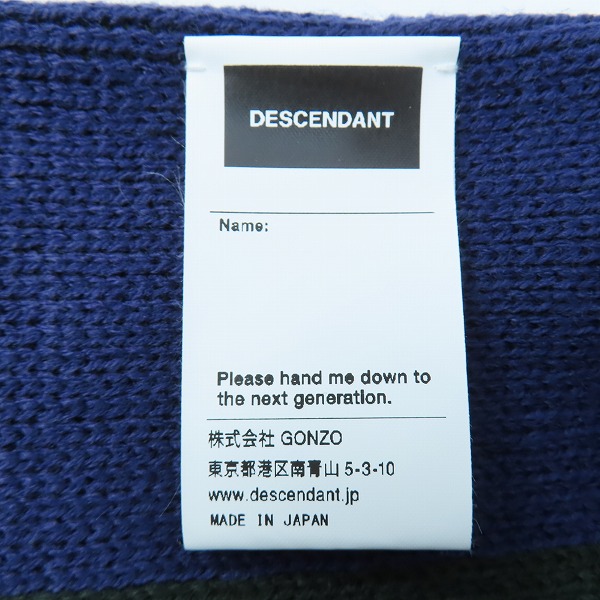 DESCENDANT
Name:
Please hand me down to
the next generation.
株式会社 GONZO
東京都港区南青山 5-3-10
www.descendant.jp
MADE IN JAPAN